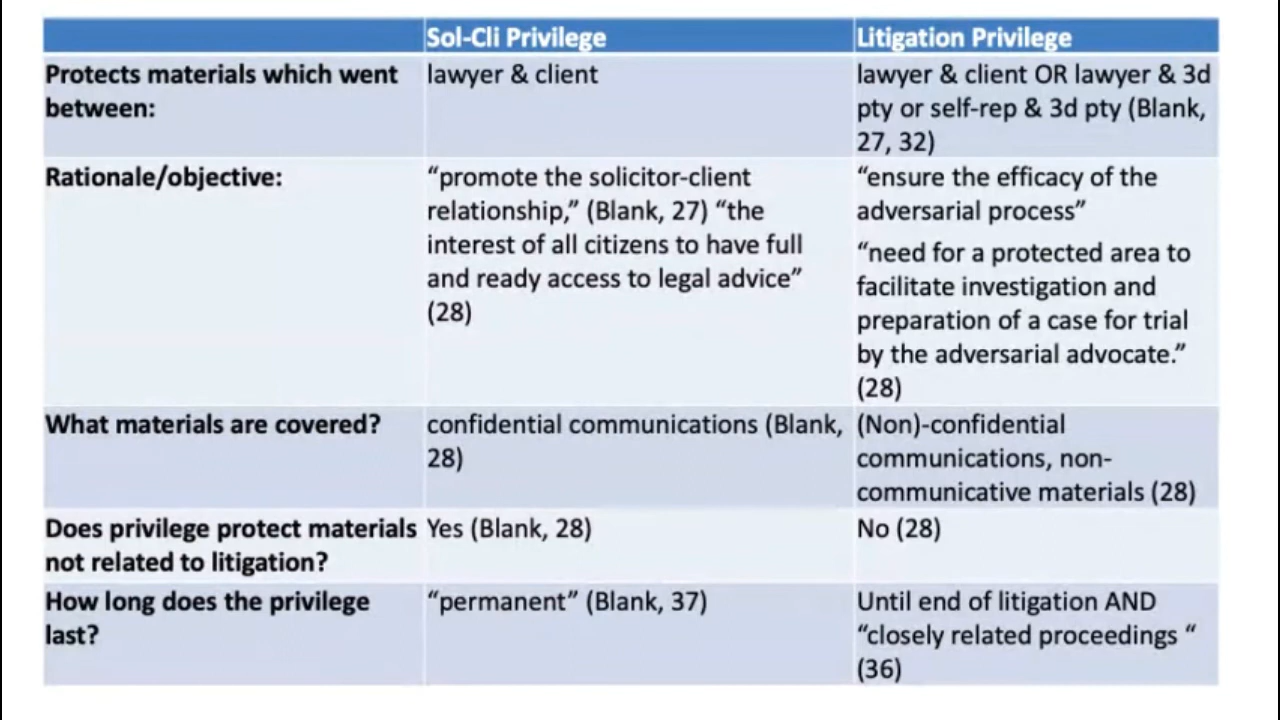 Sol-Cli Privilege
Litigation Privilege
Protects materials which went
between:
lawyer & client
lawyer & client OR lawyer & 3d
pty or self-rep & 3d pty (Blank,
27, 32)
Rationale/objective:
“promote the solicitor-client
relationship,” (Blank, 27) “the
interest of all citizens to have full
and ready access to legal advice”
(28)
“ensure the efficacy of the
adversarial process”
“need for a protected area to
facilitate investigation and
preparation of a case for trial
by the adversarial advocate.”
(28)
What materials are covered?
confidential communications (Blank,
28)
(Non)-confidential
communications, non-
communicative materials (28)
Does privilege protect materials
not related to litigation?
Yes (Blank, 28)
No (28)
How long does the privilege
last?
“permanent” (Blank, 37)
Until end of litigation AND
“closely related proceedings “
(36)